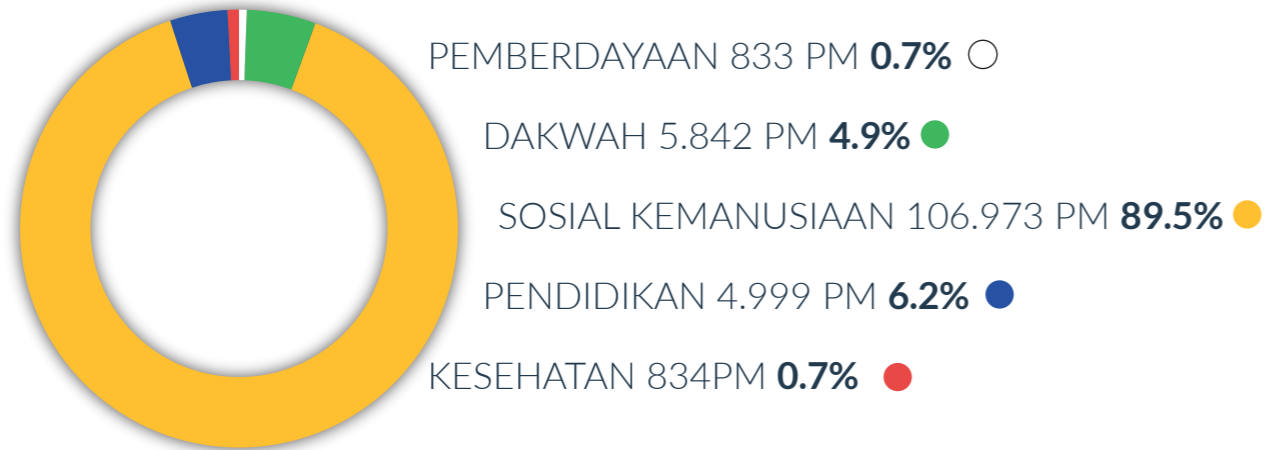 PEMBERDAYAAN 833 PM 0.7%
DAKWAH 5.842 PM 4.9%
SOSIAL KEMANUSIAAN 106.973 PM 89.5%
PENDIDIKAN 4.999 PM 6.2%
KESEHATAN 834PM 0.7%